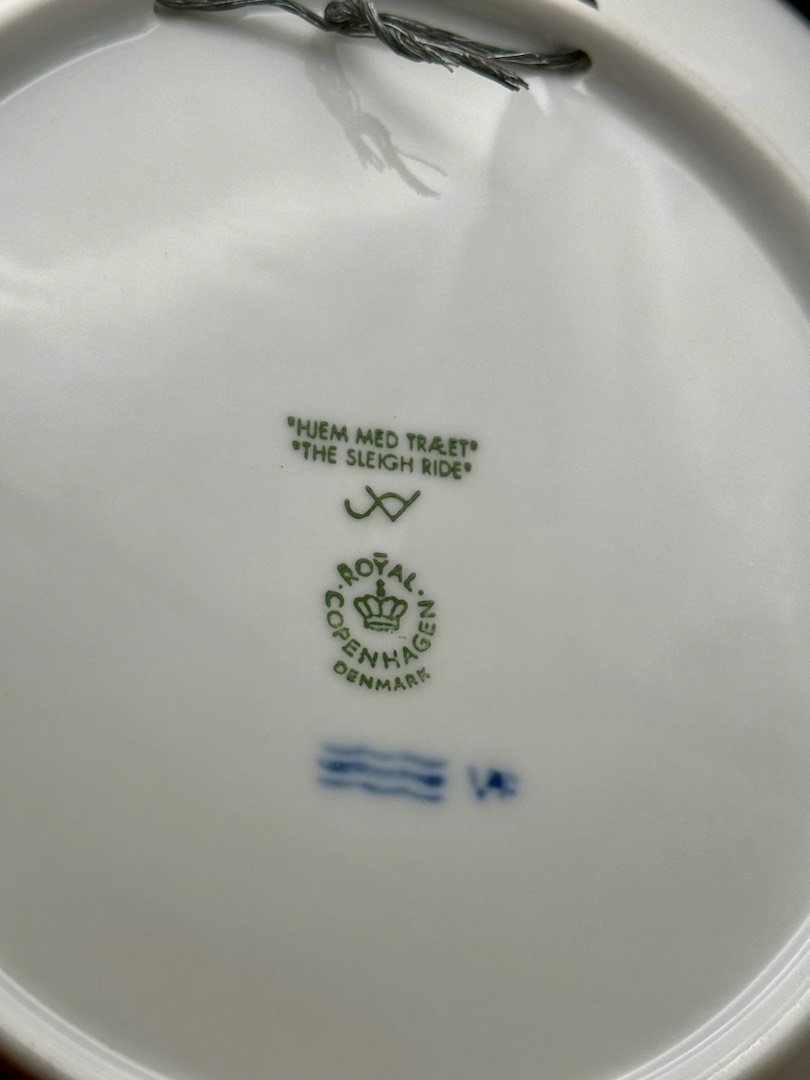 "HJEM MED TRÆET"
"THE SLEIGH RIDE"
ROYAL
COPENHAGEN
DENMARK